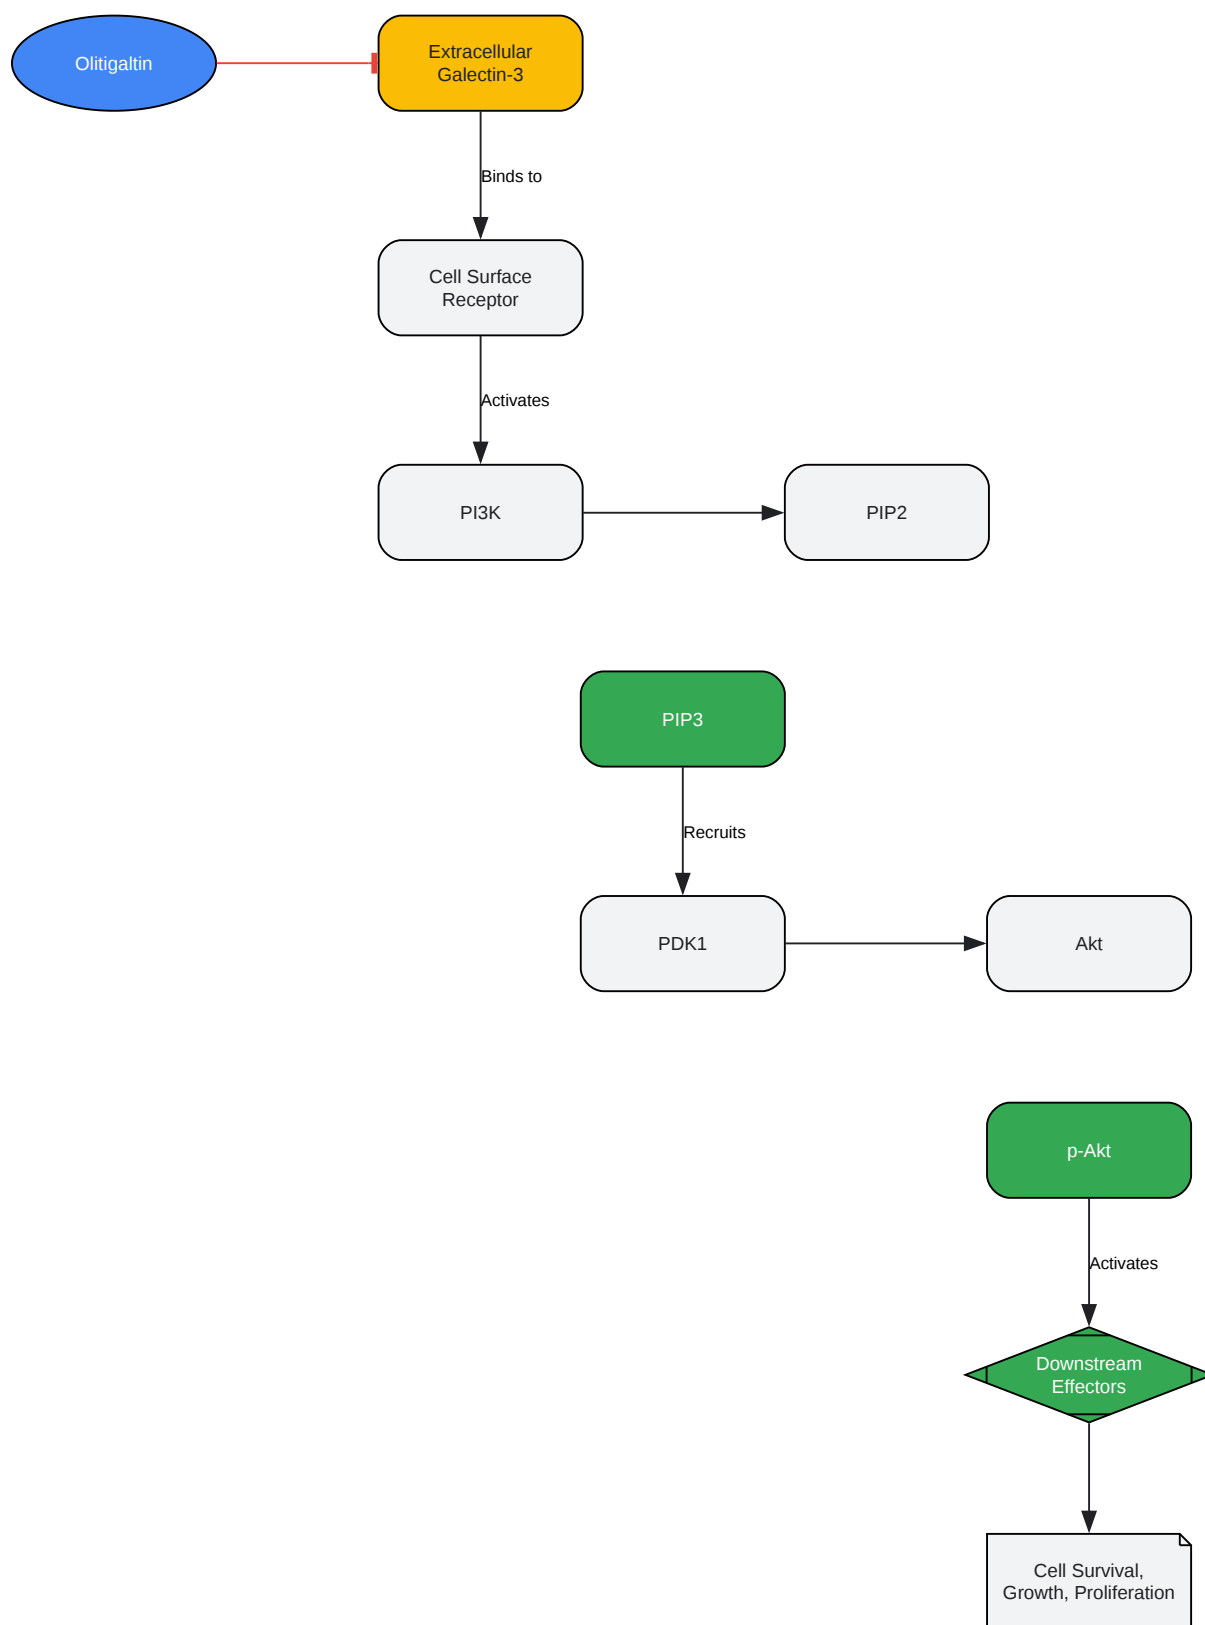 Olitigaltin
Extracellular
Galectin-3
Binds to
Cell Surface
Receptor
Activates
PI3K
PIP2
PIP3
Recruits
PDK1
Akt
p-Akt
Activates
Downstream
Effectors
Cell Survival,
Growth, Proliferation